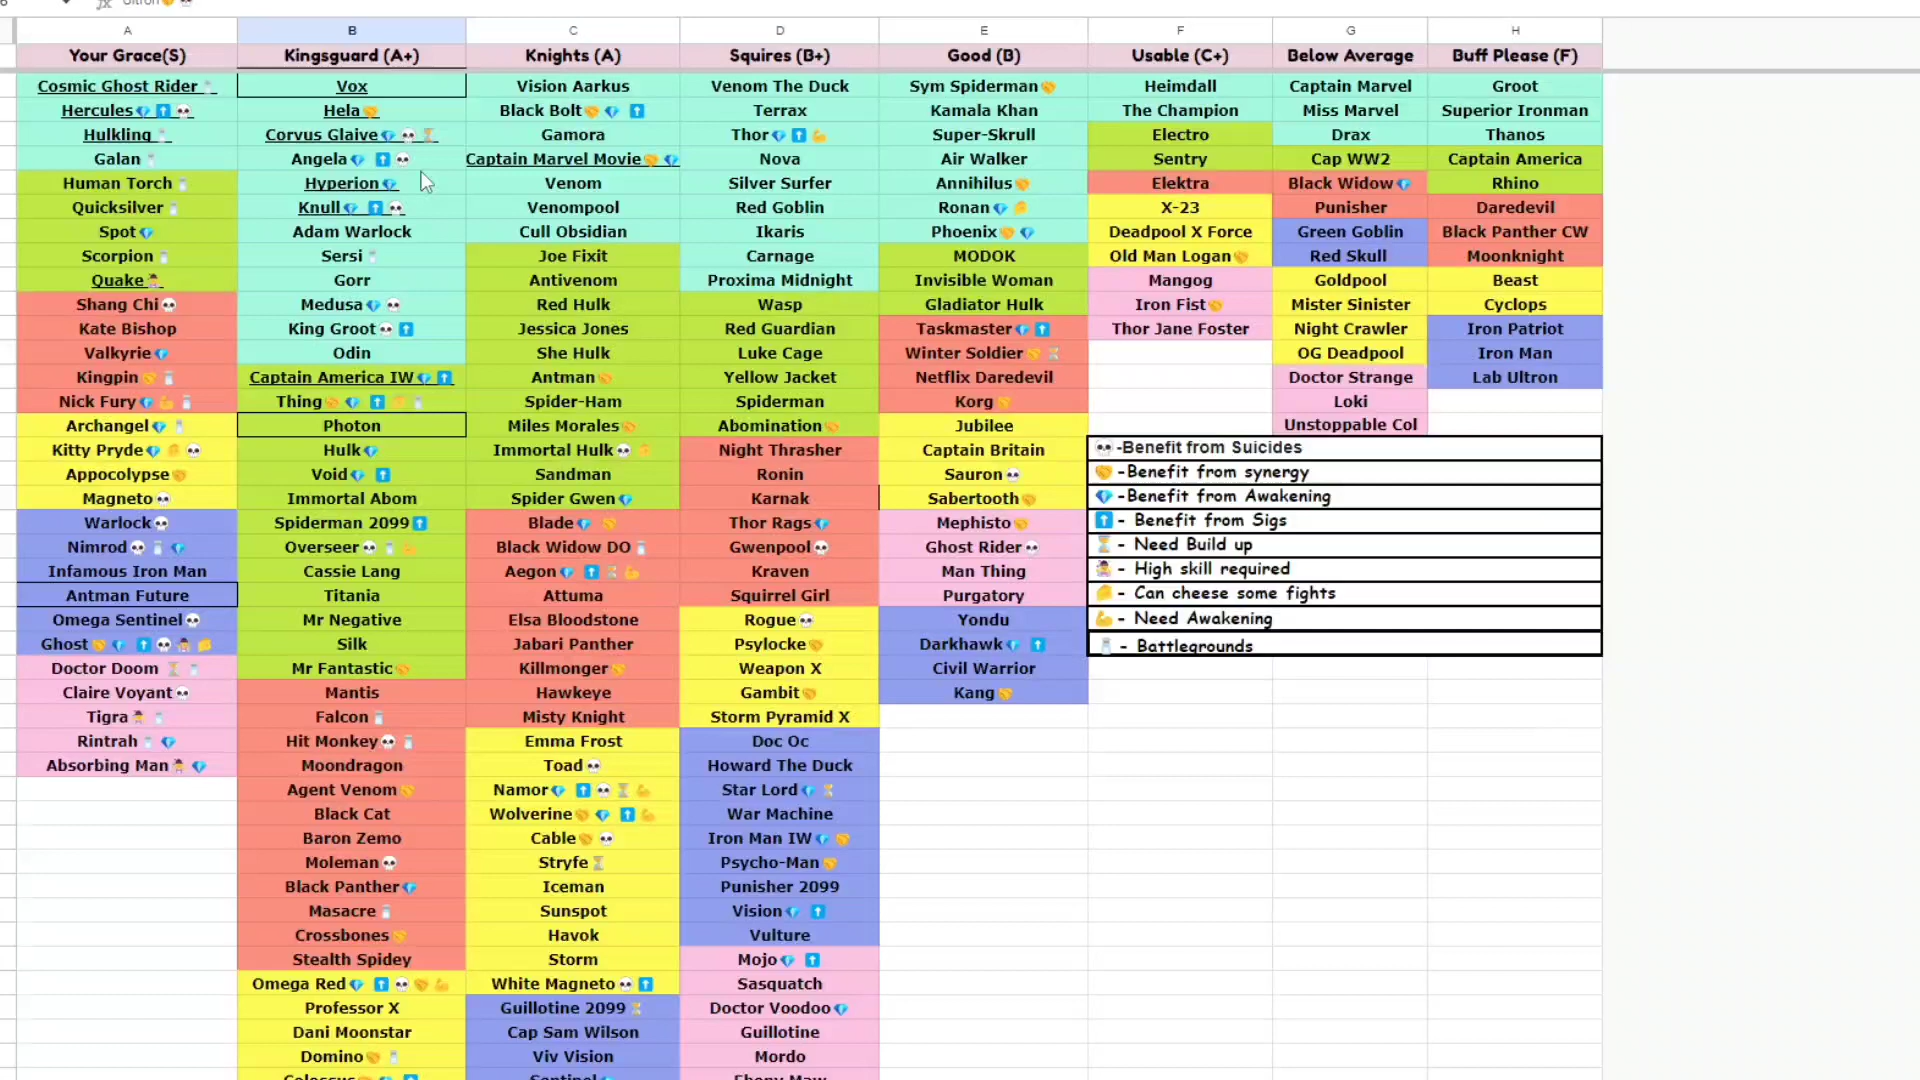 A B C D E F G H
Your Grace(S) Kingsguard (A+) Knights (A) Squires (B+) Good (B) Usable (C+) Below Average Buff Please (F)
Cosmic Ghost Rider Vox Vision Aarkus Venom The Duck Sym Spiderman Heimdall Captain Marvel Groot
Hercules Hela Black Bolt Terrax Kamala Khan The Champion Miss Marvel Superior Ironman
Hulkling Corvus Glaive Gamora Thor Super-Skrull Electro Drax Thanos
Galan Angela Captain Marvel Movie Nova Air Walker Sentry Cap WW2 Captain America
Human Torch Hyperion Venom Silver Surfer Annihilus Elektra Black Widow Rhino
Quicksilver Knull Venompool Red Goblin Ronan X-23 Punisher Daredevil
Spot Adam Warlock Cull Obsidian Ikaris Phoenix Deadpool X Force Green Goblin Black Panther CW
Scorpion Sersi Joe Fixit Carnage MODOK Old Man Logan Red Skull Moonknight
Quake Gorr Antivenom Proxima Midnight Invisible Woman Mangog Goldpool Beast
Shang Chi Medusa Red Hulk Wasp Gladiator Hulk Iron Fist Mister Sinister Cyclops
Kate Bishop King Groot Jessica Jones Red Guardian Taskmaster Thor Jane Foster Night Crawler Iron Patriot
Valkyrie Odin She Hulk Luke Cage Winter Soldier OG Deadpool Iron Man
Kingpin Captain America IW Antman Yellow Jacket Netflix Daredevil Doctor Strange Lab Ultron
Nick Fury Thing Spider-Ham Spiderman Korg Loki
Archangel Photon Miles Morales Abomination Jubilee Unstoppable Col
Kitty Pryde Hulk Immortal Hulk Night Thrasher Captain Britain -Benefit from Suicides
Appocolypse Void Sandman Ronin Sauron -Benefit from synergy
Magneto Immortal Abom Spider Gwen Karnak Sabertooth -Benefit from Awakening
Warlock Spiderman 2099 Blade Thor Rags Mephisto - Benefit from Sigs
Nimrod Overseer Black Widow DO Gwenpool Ghost Rider - Need Build up
Infamous Iron Man Cassie Lang Aegon Kraven Man Thing - High skill required
Antman Future Titania Attuma Squirrel Girl Purgatory - Can cheese some fights
Omega Sentinel Mr Negative Elsa Bloodstone Rogue Yondu - Need Awakening
Ghost Silk Jabari Panther Psylocke Darkhawk - Battlegrounds
Doctor Doom Mr Fantastic Killmonger Weapon X Civil Warrior
Claire Voyant Mantis Hawkeye Gambit Kang
Tigra Falcon Misty Knight Storm Pyramid X
Rintrah Hit Monkey Emma Frost Doc Oc
Absorbing Man Moondragon Toad Howard The Duck
Agent Venom Namor Star Lord
Black Cat Wolverine War Machine
Baron Zemo Cable Iron Man IW
Moleman Stryfe Psycho-Man
Black Panther Iceman Punisher 2099
Masacre Sunspot Vision
Crossbones Havok Vulture
Stealth Spidey Storm Mojo
Omega Red White Magneto Sasquatch
Professor X Guillotine 2099 Doctor Voodoo
Dani Moonstar Cap Sam Wilson Guillotine
Domino Viv Vision Mordo
Colossus Sentinel Ebony Maw